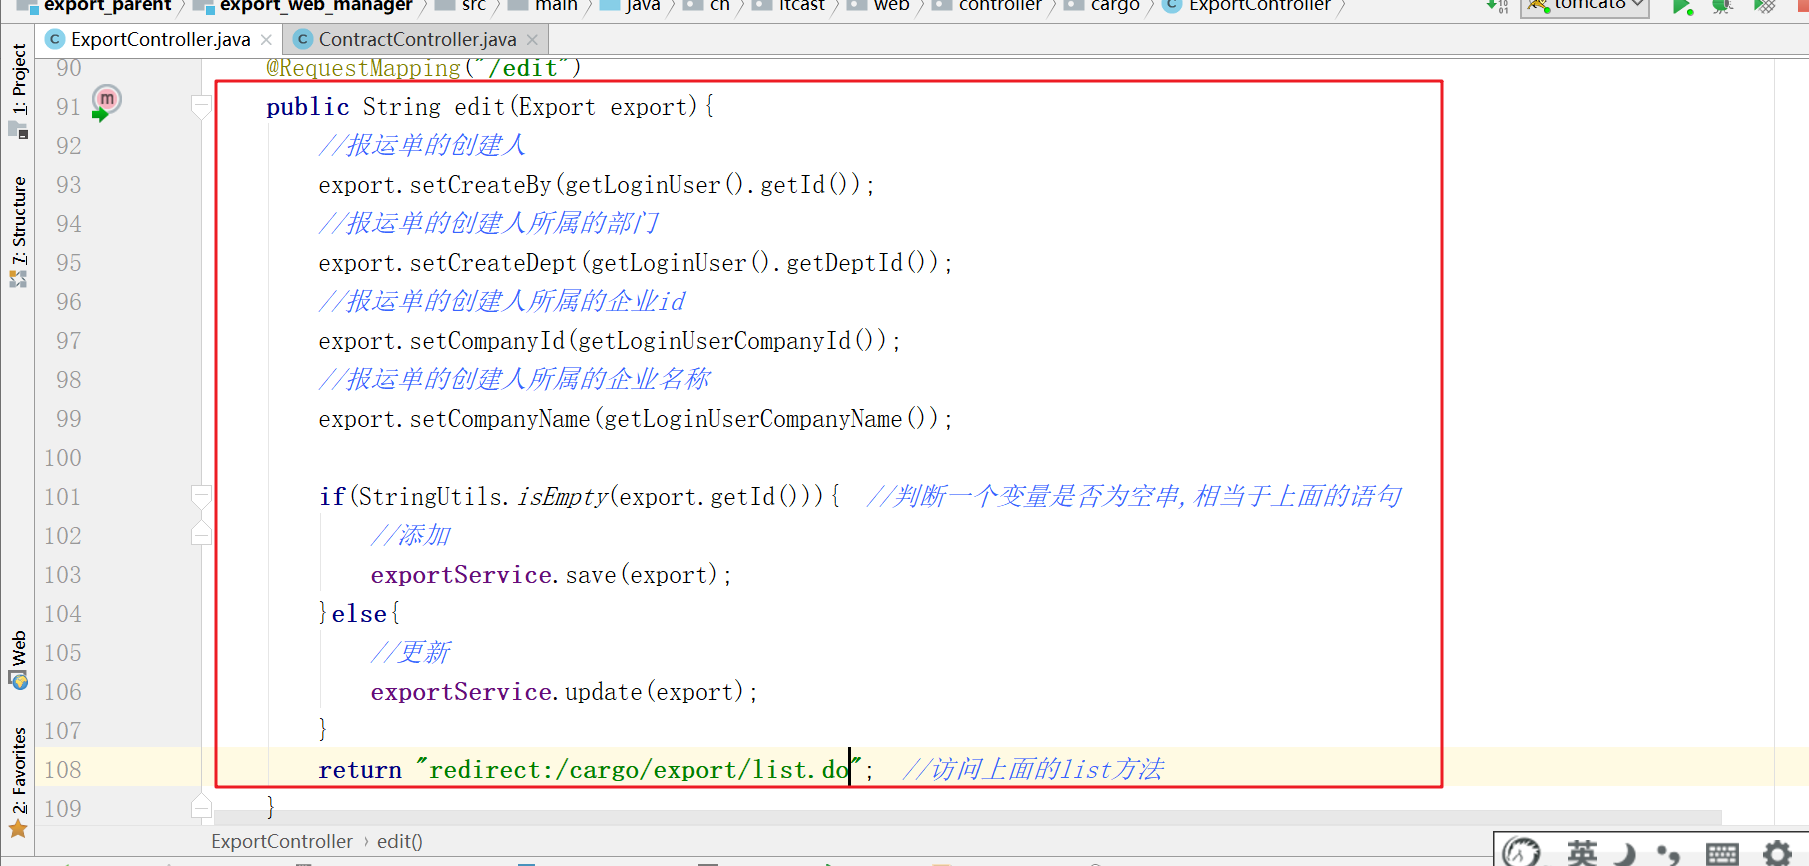 export_parent export_web_manager src main java cn itcast web controller cargo ExportController tomcat8
ExportController.java ContractController.java
90 @RequestMapping("/edit")
91 public String edit(Export export){
92 //报运单的创建人
93 export.setCreateBy(getLoginUser().getId());
94 //报运单的创建人所属的部门
95 export.setCreateDept(getLoginUser().getDeptId());
96 //报运单的创建人所属的企业id
97 export.setCompanyId(getLoginUserCompanyId());
98 //报运单的创建人所属的企业名称
99 export.setCompanyName(getLoginUserCompanyName());
100
101 if(StringUtils.isEmpty(export.getId())){ //判断一个变量是否为空串,相当于上面的语句
102 //添加
103 exportService.save(export);
104 }else{
105 //更新
106 exportService.update(export);
107 }
108 return "redirect:/cargo/export/list.do"; //访问上面的list方法
109 }
ExportController › edit()
1: Project
7: Structure
Web
2: Favorites
英